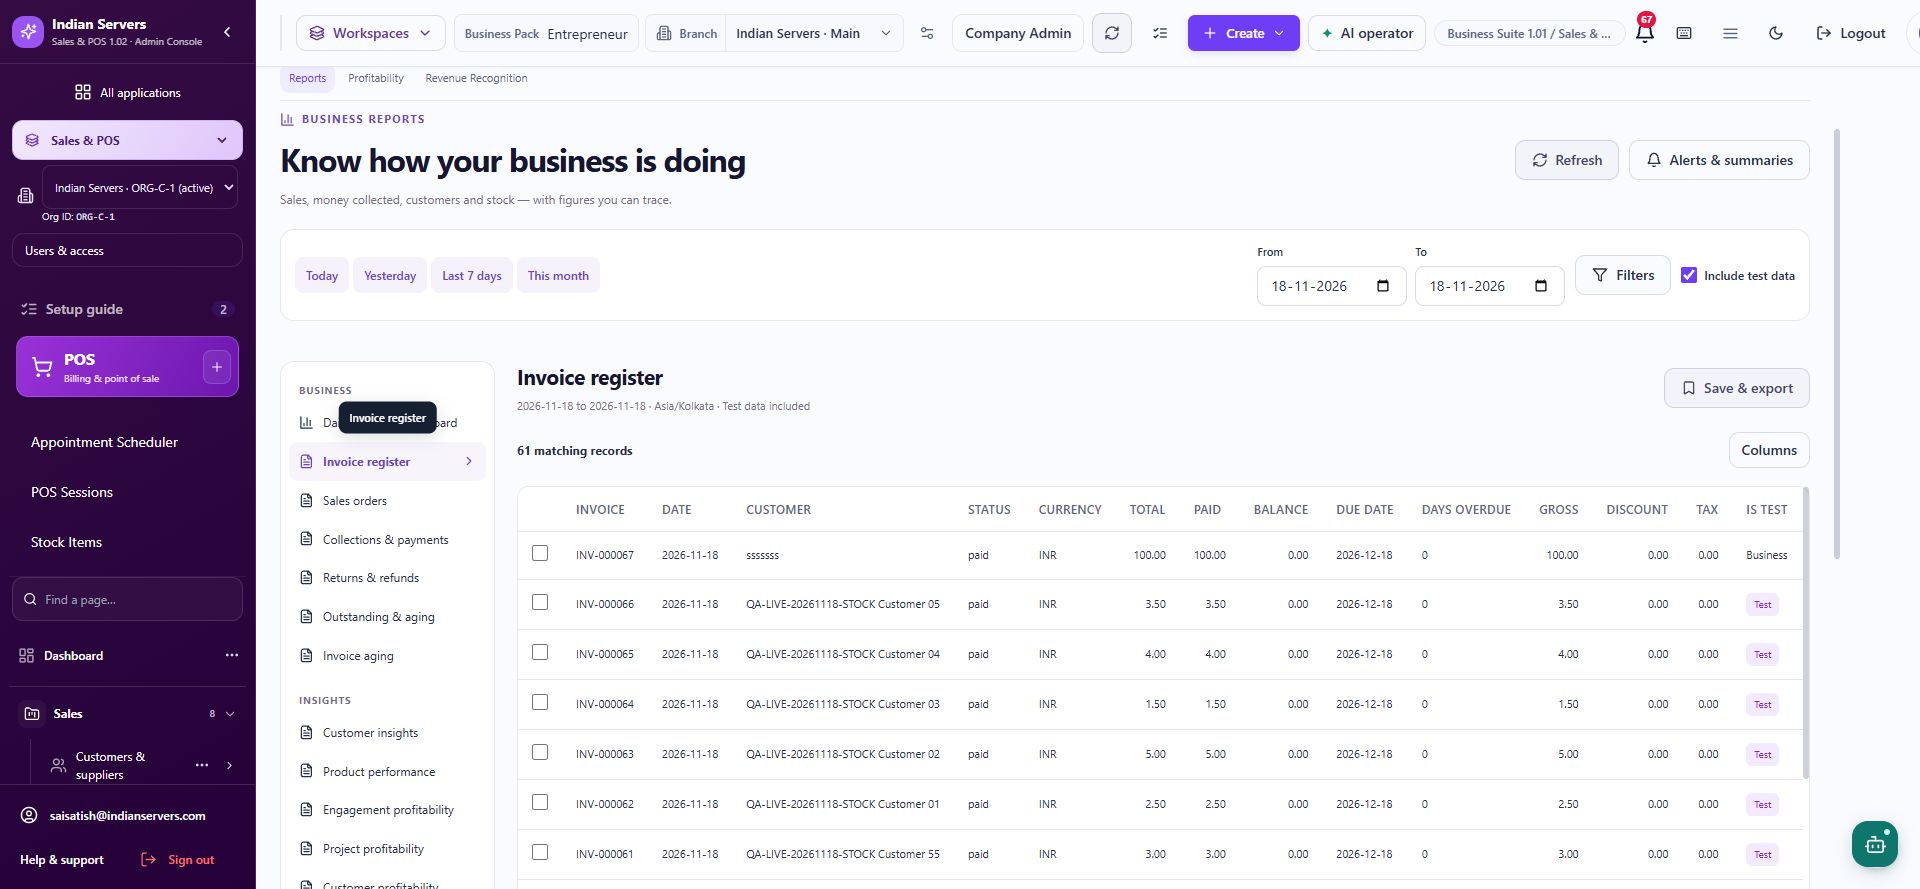 Indian Servers
Sales & POS 1.02 · Admin Console
All applications
Sales & POS
Indian Servers · ORG-C-1 (active)
Org ID: ORG-C-1
Users & access
Setup guide 2
POS
Billing & point of sale
Appointment Scheduler
POS Sessions
Stock Items
Find a page...
Dashboard
Sales 8
Customers & suppliers
saisatish@indianservers.com
Help & support Sign out
Workspaces Business Pack Entrepreneur Branch Indian Servers · Main Company Admin Create AI operator Business Suite 1.01 / Sales & ... 67 Logout
Reports Profitability Revenue Recognition
BUSINESS REPORTS
Know how your business is doing
Sales, money collected, customers and stock — with figures you can trace.
Refresh Alerts & summaries
Today Yesterday Last 7 days This month
From To
18-11-2026 18-11-2026 Filters Include test data
BUSINESS
Da ard
Invoice register
Invoice register
Sales orders
Collections & payments
Returns & refunds
Outstanding & aging
Invoice aging
INSIGHTS
Customer insights
Product performance
Engagement profitability
Project profitability
Customer profitability
Invoice register
2026-11-18 to 2026-11-18 · Asia/Kolkata · Test data included
Save & export
61 matching records
Columns
INVOICE DATE CUSTOMER STATUS CURRENCY TOTAL PAID BALANCE DUE DATE DAYS OVERDUE GROSS DISCOUNT TAX IS TEST
INV-000067 2026-11-18 sssssss paid INR 100.00 100.00 0.00 2026-12-18 0 100.00 0.00 0.00 Business
INV-000066 2026-11-18 QA-LIVE-20261118-STOCK Customer 05 paid INR 3.50 3.50 0.00 2026-12-18 0 3.50 0.00 0.00 Test
INV-000065 2026-11-18 QA-LIVE-20261118-STOCK Customer 04 paid INR 4.00 4.00 0.00 2026-12-18 0 4.00 0.00 0.00 Test
INV-000064 2026-11-18 QA-LIVE-20261118-STOCK Customer 03 paid INR 1.50 1.50 0.00 2026-12-18 0 1.50 0.00 0.00 Test
INV-000063 2026-11-18 QA-LIVE-20261118-STOCK Customer 02 paid INR 5.00 5.00 0.00 2026-12-18 0 5.00 0.00 0.00 Test
INV-000062 2026-11-18 QA-LIVE-20261118-STOCK Customer 01 paid INR 2.50 2.50 0.00 2026-12-18 0 2.50 0.00 0.00 Test
INV-000061 2026-11-18 QA-LIVE-20261118-STOCK Customer 55 paid INR 3.00 3.00 0.00 2026-12-18 0 3.00 0.00 0.00 Test